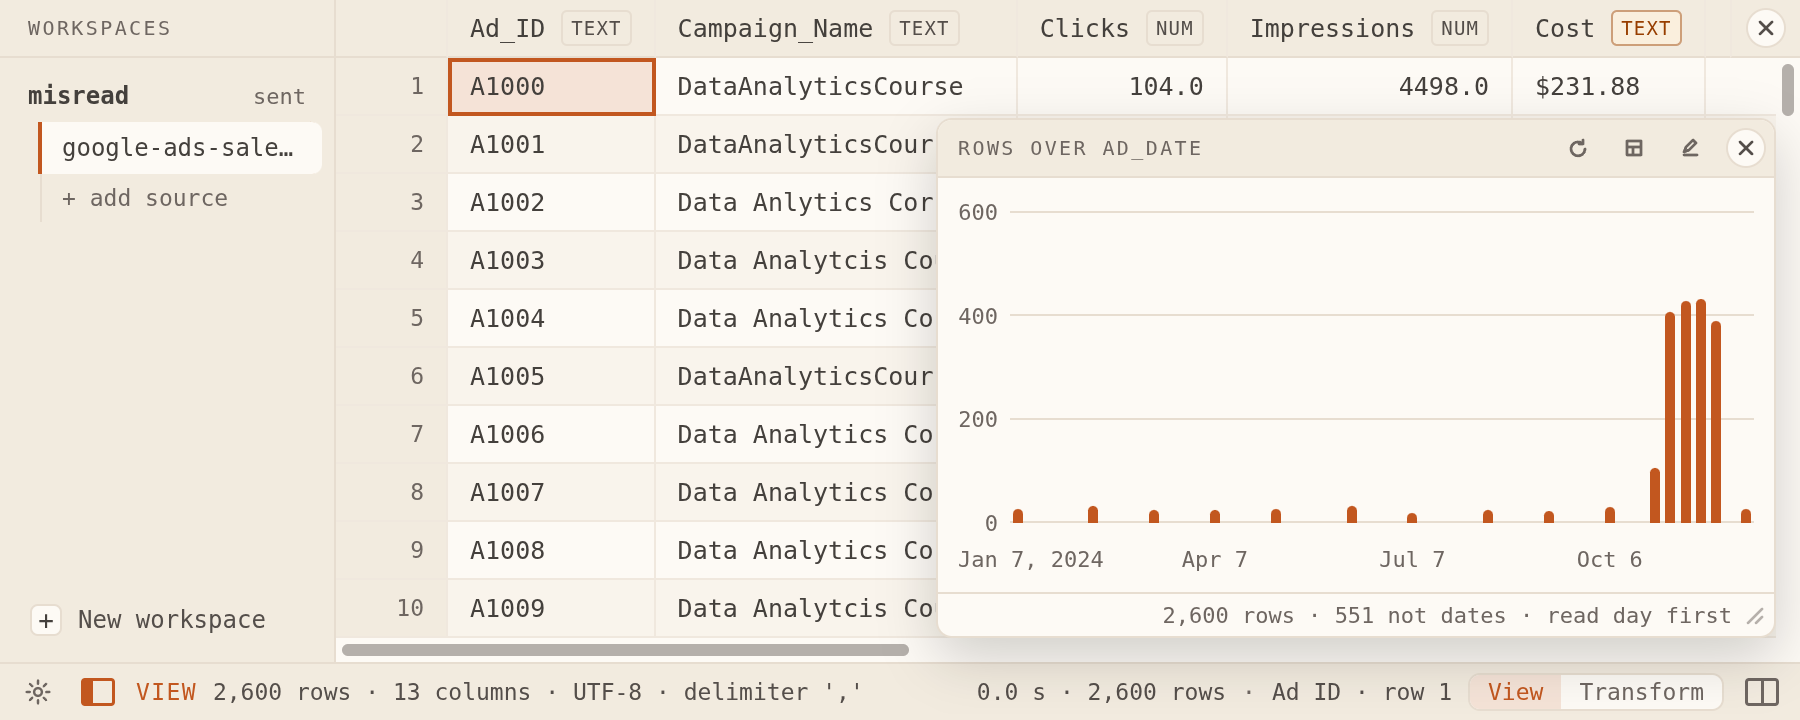 WORKSPACES
misread sent
google-ads-sale…
+ add source
+ New workspace
Ad_ID TEXT Campaign_Name TEXT Clicks NUM Impressions NUM Cost TEXT
1 A1000 DataAnalyticsCourse 104.0 4498.0 $231.88
2 A1001 DataAnalyticsCour
3 A1002 Data Anlytics Cor
4 A1003 Data Analytcis Co
5 A1004 Data Analytics Co
6 A1005 DataAnalyticsCour
7 A1006 Data Analytics Co
8 A1007 Data Analytics Co
9 A1008 Data Analytics Co
10 A1009 Data Analytcis Co
ROWS OVER AD_DATE
600
400
200
0
Jan 7, 2024 Apr 7 Jul 7 Oct 6
2,600 rows · 551 not dates · read day first
VIEW 2,600 rows · 13 columns · UTF-8 · delimiter ',' 0.0 s · 2,600 rows · Ad ID · row 1 View Transform